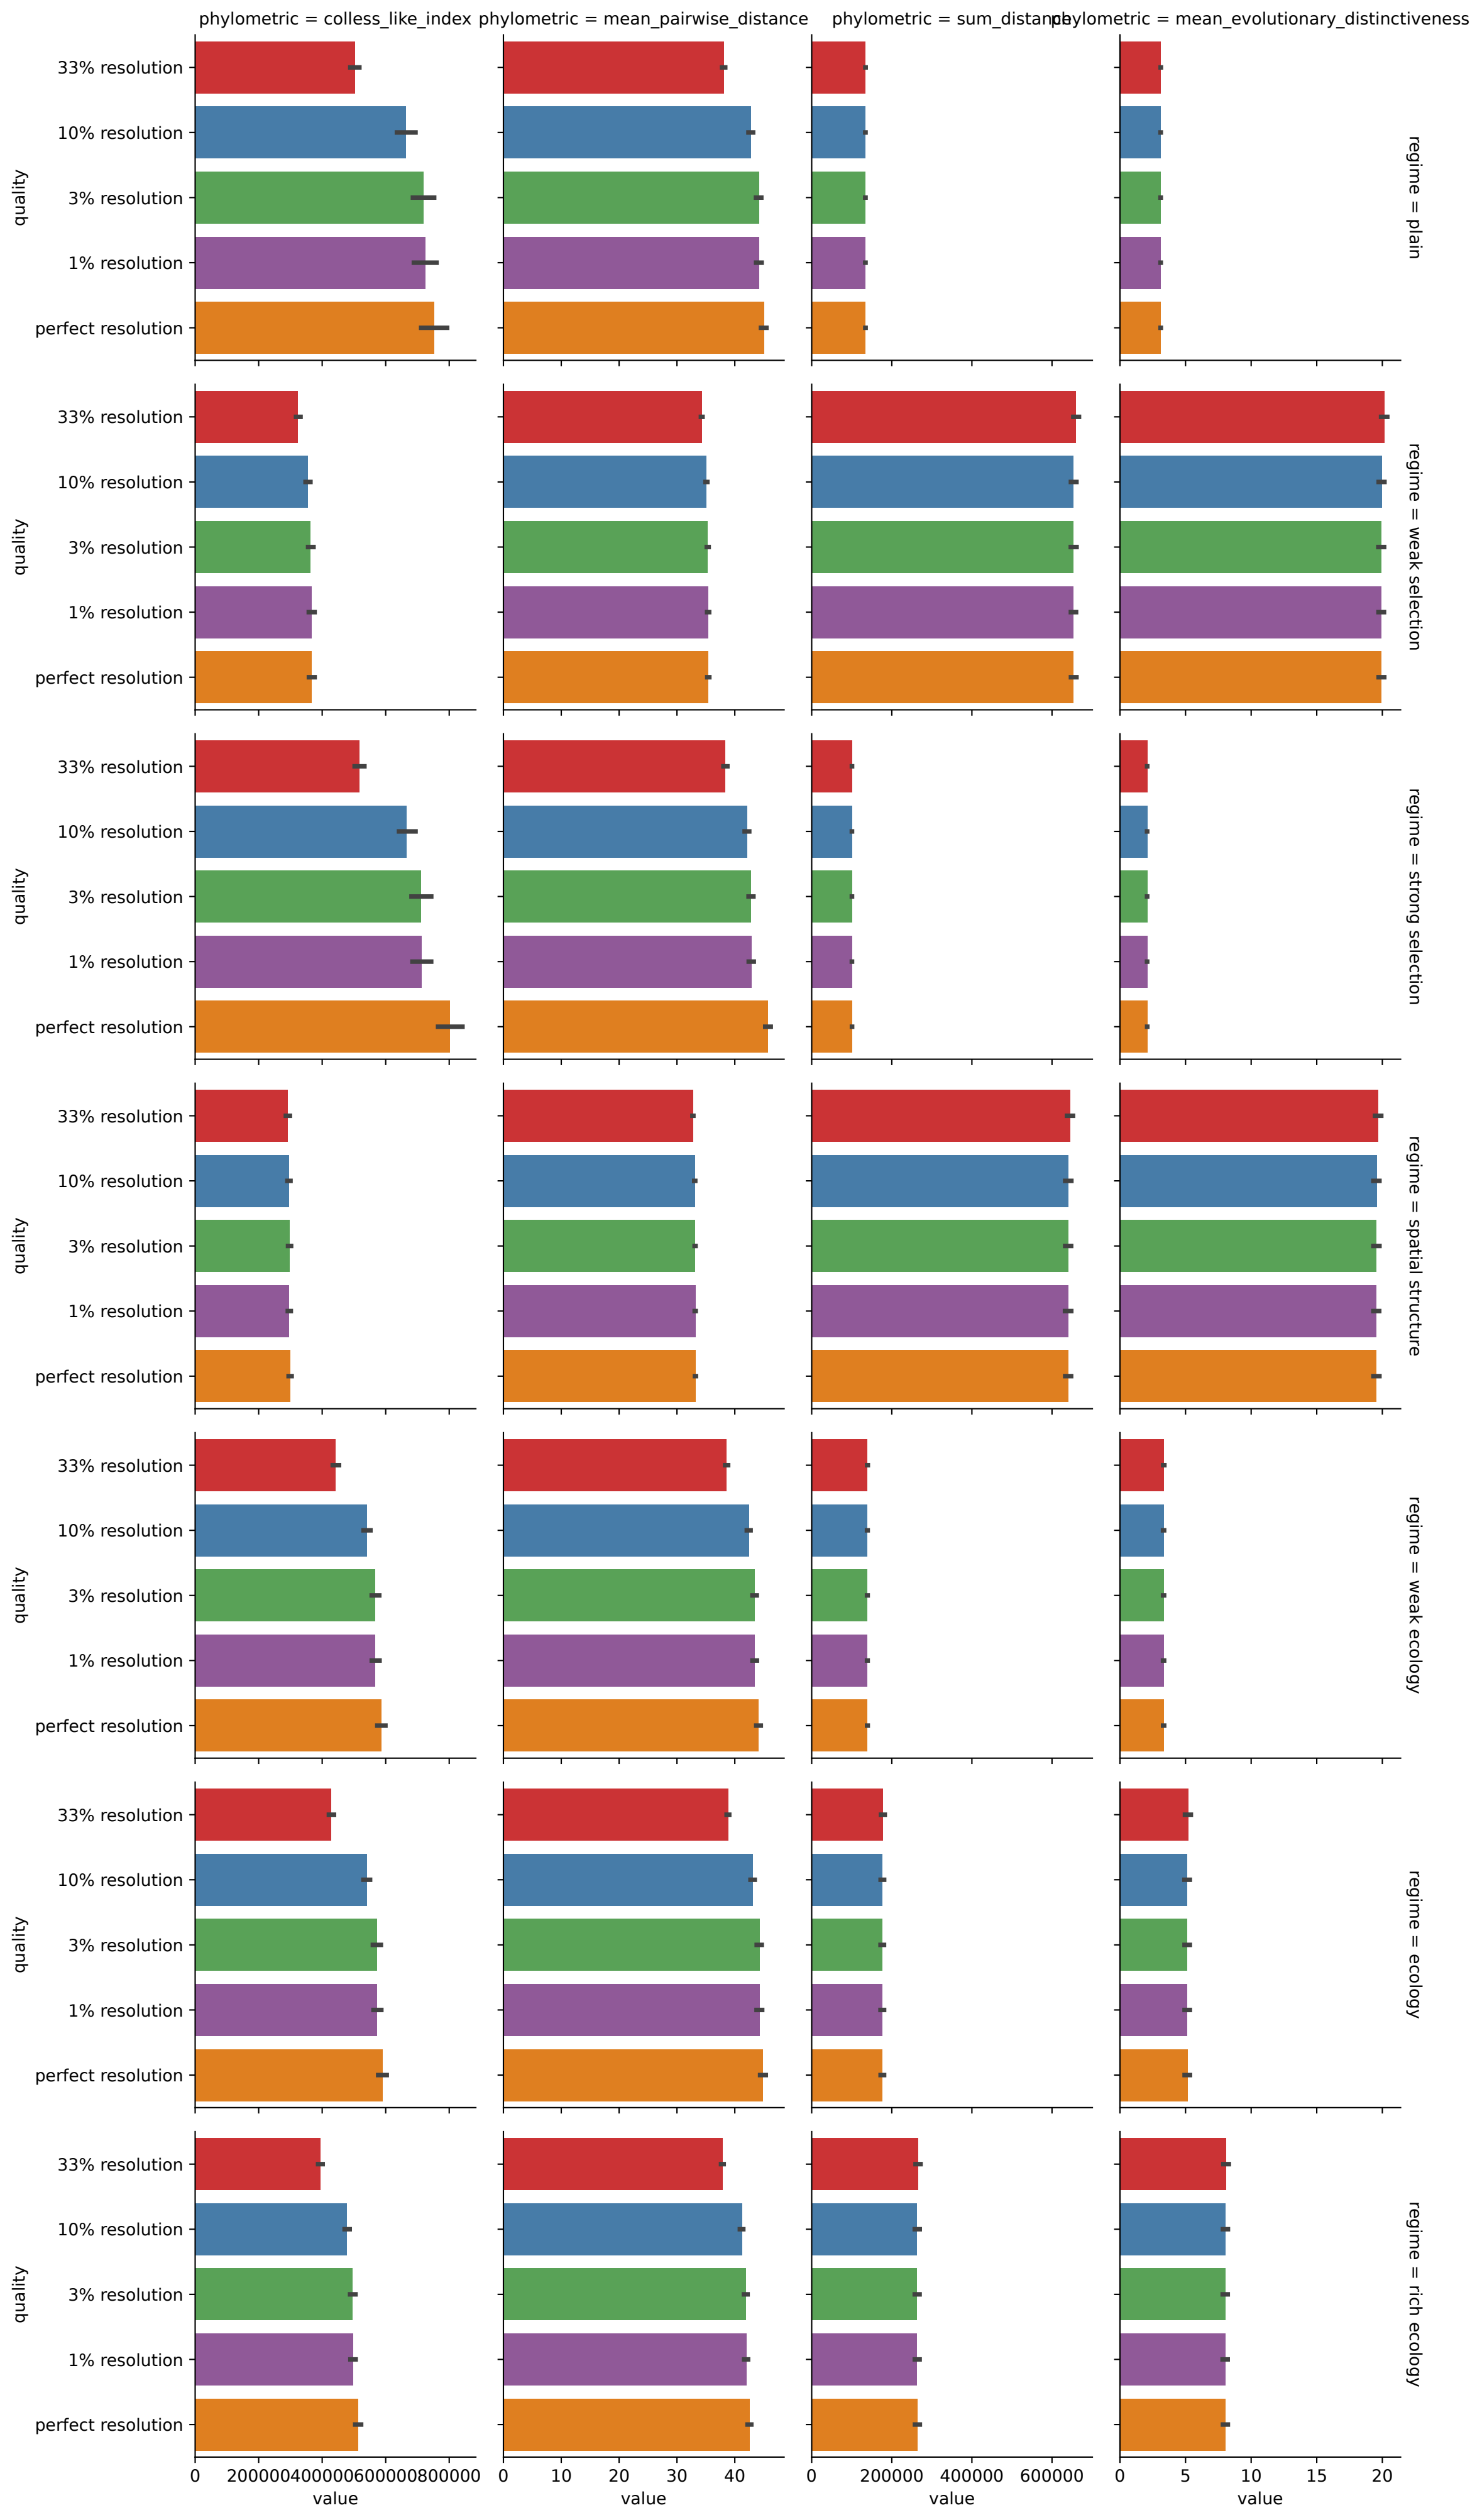 phylometric = colless_like_index
phylometric = mean_pairwise_distance
phylometric = sum_distance
phylometric = mean_evolutionary_distinctiveness
33% resolution
10% resolution
3% resolution
1% resolution
perfect resolution
quality
regime = plain
33% resolution
10% resolution
3% resolution
1% resolution
perfect resolution
quality
regime = weak selection
33% resolution
10% resolution
3% resolution
1% resolution
perfect resolution
quality
regime = strong selection
33% resolution
10% resolution
3% resolution
1% resolution
perfect resolution
quality
regime = spatial structure
33% resolution
10% resolution
3% resolution
1% resolution
perfect resolution
quality
regime = weak ecology
33% resolution
10% resolution
3% resolution
1% resolution
perfect resolution
quality
regime = ecology
33% resolution
10% resolution
3% resolution
1% resolution
perfect resolution
quality
regime = rich ecology
0 200000 400000 600000 800000
value
0 10 20 30 40
value
0 200000 400000 600000
value
0 5 10 15 20
value